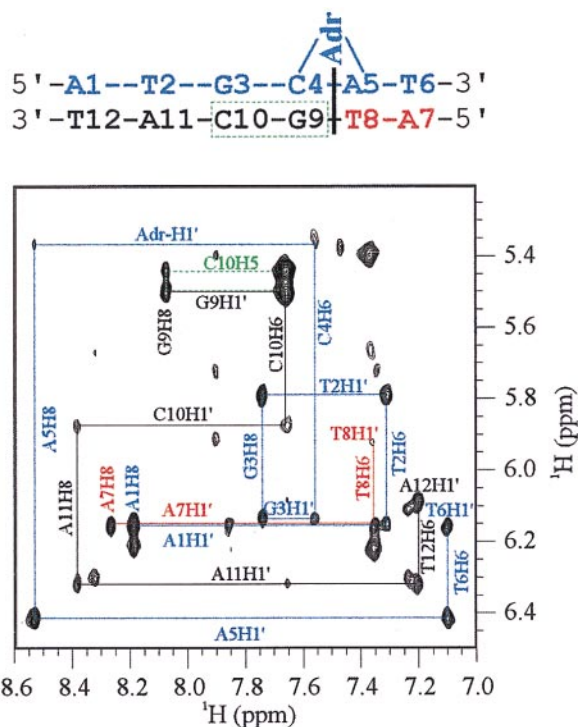 Adr
5'-A1--T2--G3--C4-A5-T6-3'
3'-T12-A11-C10-G9-T8-A7-5'
Adr-H1'
C10H5
G9H1'
G9H8
C10H6
C4H6
T2H1'
C10H1'
A5H8
G3H8
T2H6
T8H1'
T8H6
A11H8
A7H8
A1H8
A7H1'
G3H1'
A1H1'
A12H1'
T12H6
T6H1'
A11H1'
T6H6
A5H1'
5.4
5.6
5.8
6.0
6.2
6.4
¹H (ppm)
8.6 8.4 8.2 8.0 7.8 7.6 7.4 7.2 7.0
¹H (ppm)